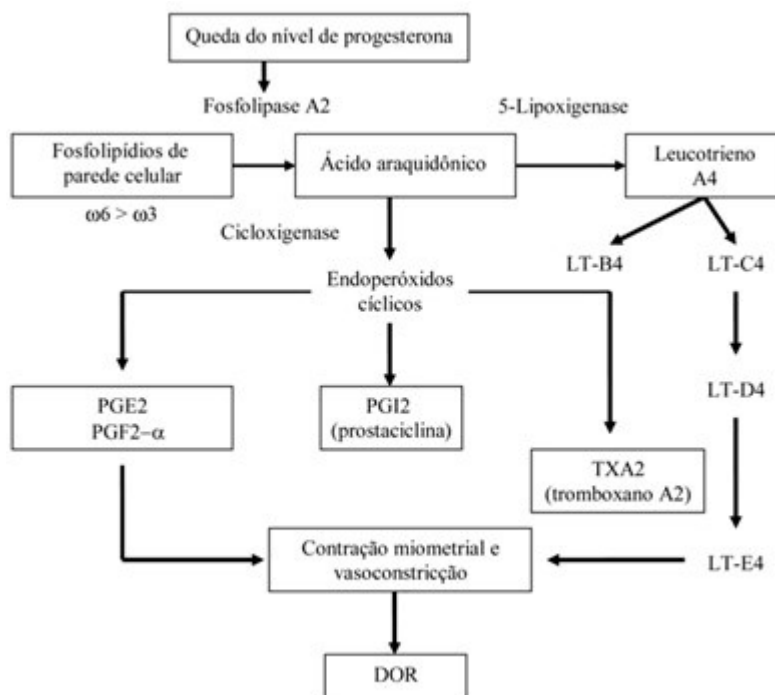 Queda do nível de progesterona
Fosfolipase A2
5-Lipoxigenase
Fosfolipídios de
parede celular
Ácido araquidônico
Leucotrieno
A4
ω6 > ω3
Cicloxigenase
LT-B4
LT-C4
Endoperóxidos
cíclicos
PGE2
PGF2-α
PGI2
(prostaciclina)
LT-D4
TXA2
(tromboxano A2)
Contração miometrial e
vasoconstricção
LT-E4
DOR